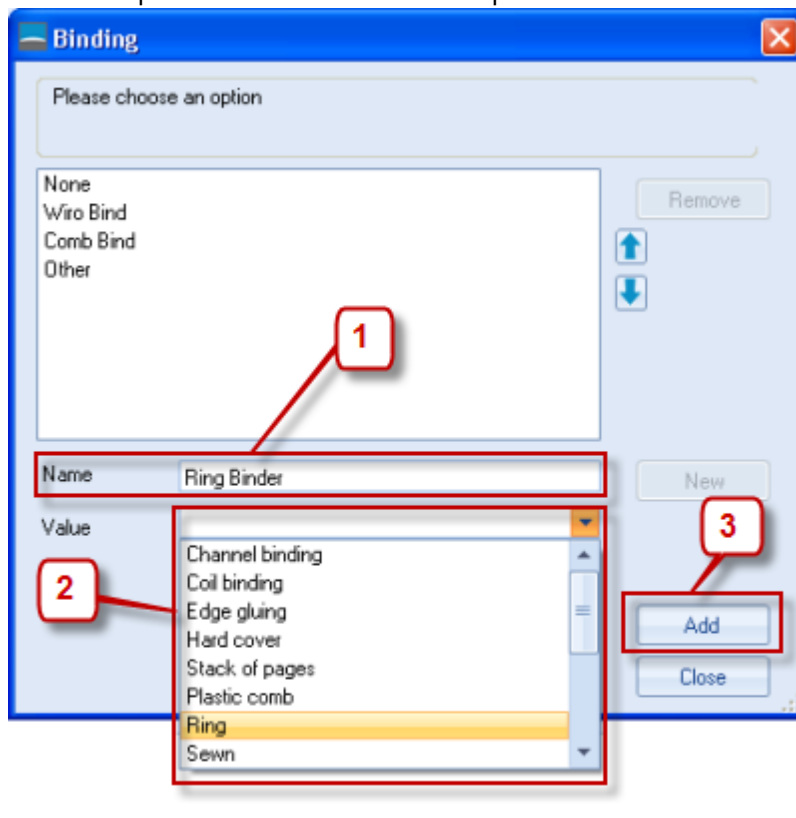 Binding
Please choose an option
None
Wiro Bind
Comb Bind
Other
Remove
1
Name Ring Binder
New
Value
3
2
Channel binding
Coil binding
Edge gluing
Hard cover
Stack of pages
Plastic comb
Ring
Sewn
Add
Close